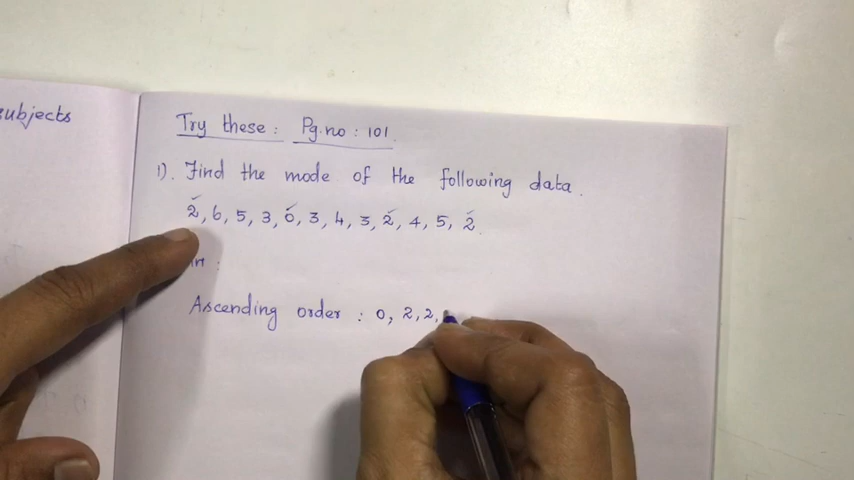 subjects
Try these : Pg.no : 101.
1). Find the mode of the following data.
2, 6, 5, 3, 0, 3, 4, 3, 2, 4, 5, 2.
Ascending order : 0, 2, 2,